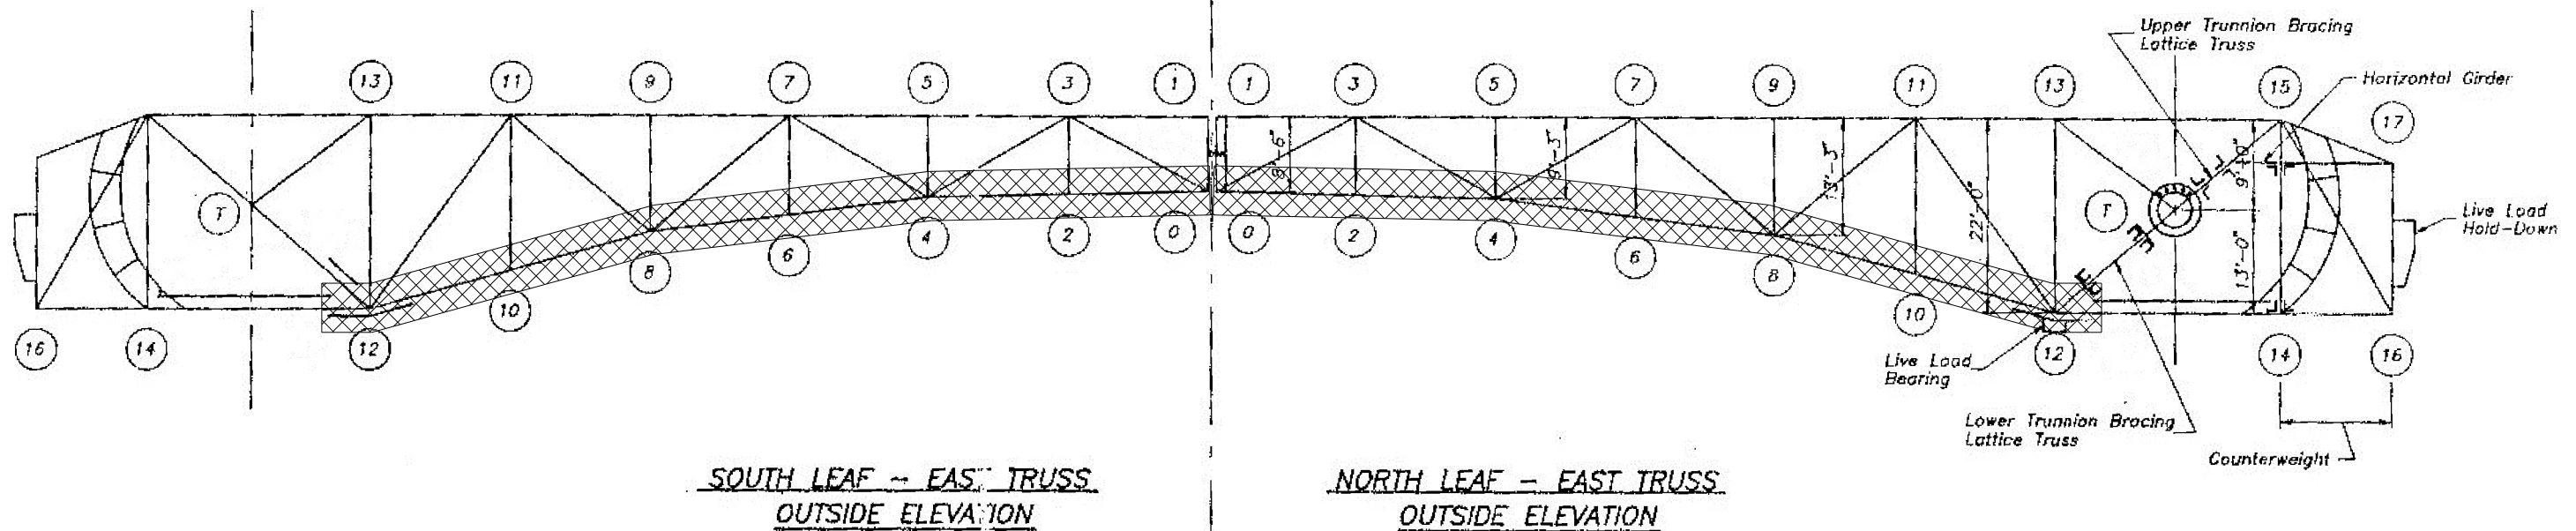 Upper Trunnion Bracing
Lattice Truss
Horizontal Girder
13 11 9 7 5 3 1 1 3 5 7 9 11 13 15
17
8'-6"
9'-3"
13'-3"
22'-0"
9'-10"
13'-0"
T
T
Live Load
Hold-Down
16 14 12 10 8 6 4 2 0 0 2 4 6 8 10 12 14 16
Live Load
Bearing
Lower Trunnion Bracing
Lattice Truss
Counterweight
SOUTH LEAF - EAST TRUSS
OUTSIDE ELEVATION
NORTH LEAF - EAST TRUSS
OUTSIDE ELEVATION